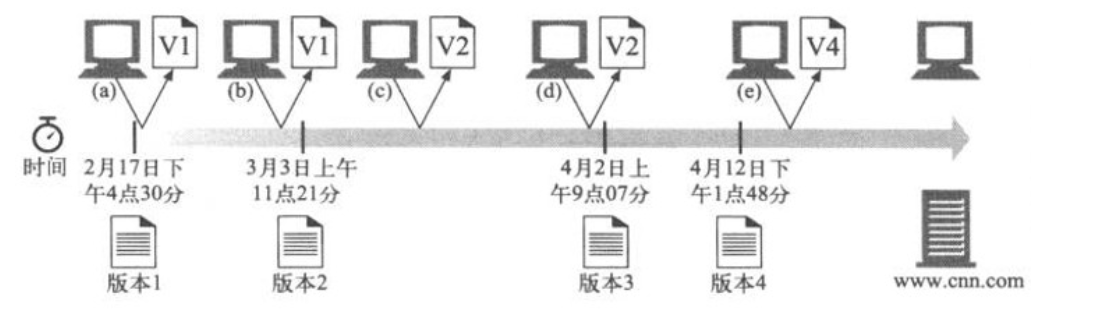 V1 V1 V2 V2 V4
(a) (b) (c) (d) (e)
时间
2月17日下
午4点30分
3月3日上午
11点21分
4月2日上
午9点07分
4月12日下
午1点48分
版本1 版本2 版本3 版本4
www.cnn.com